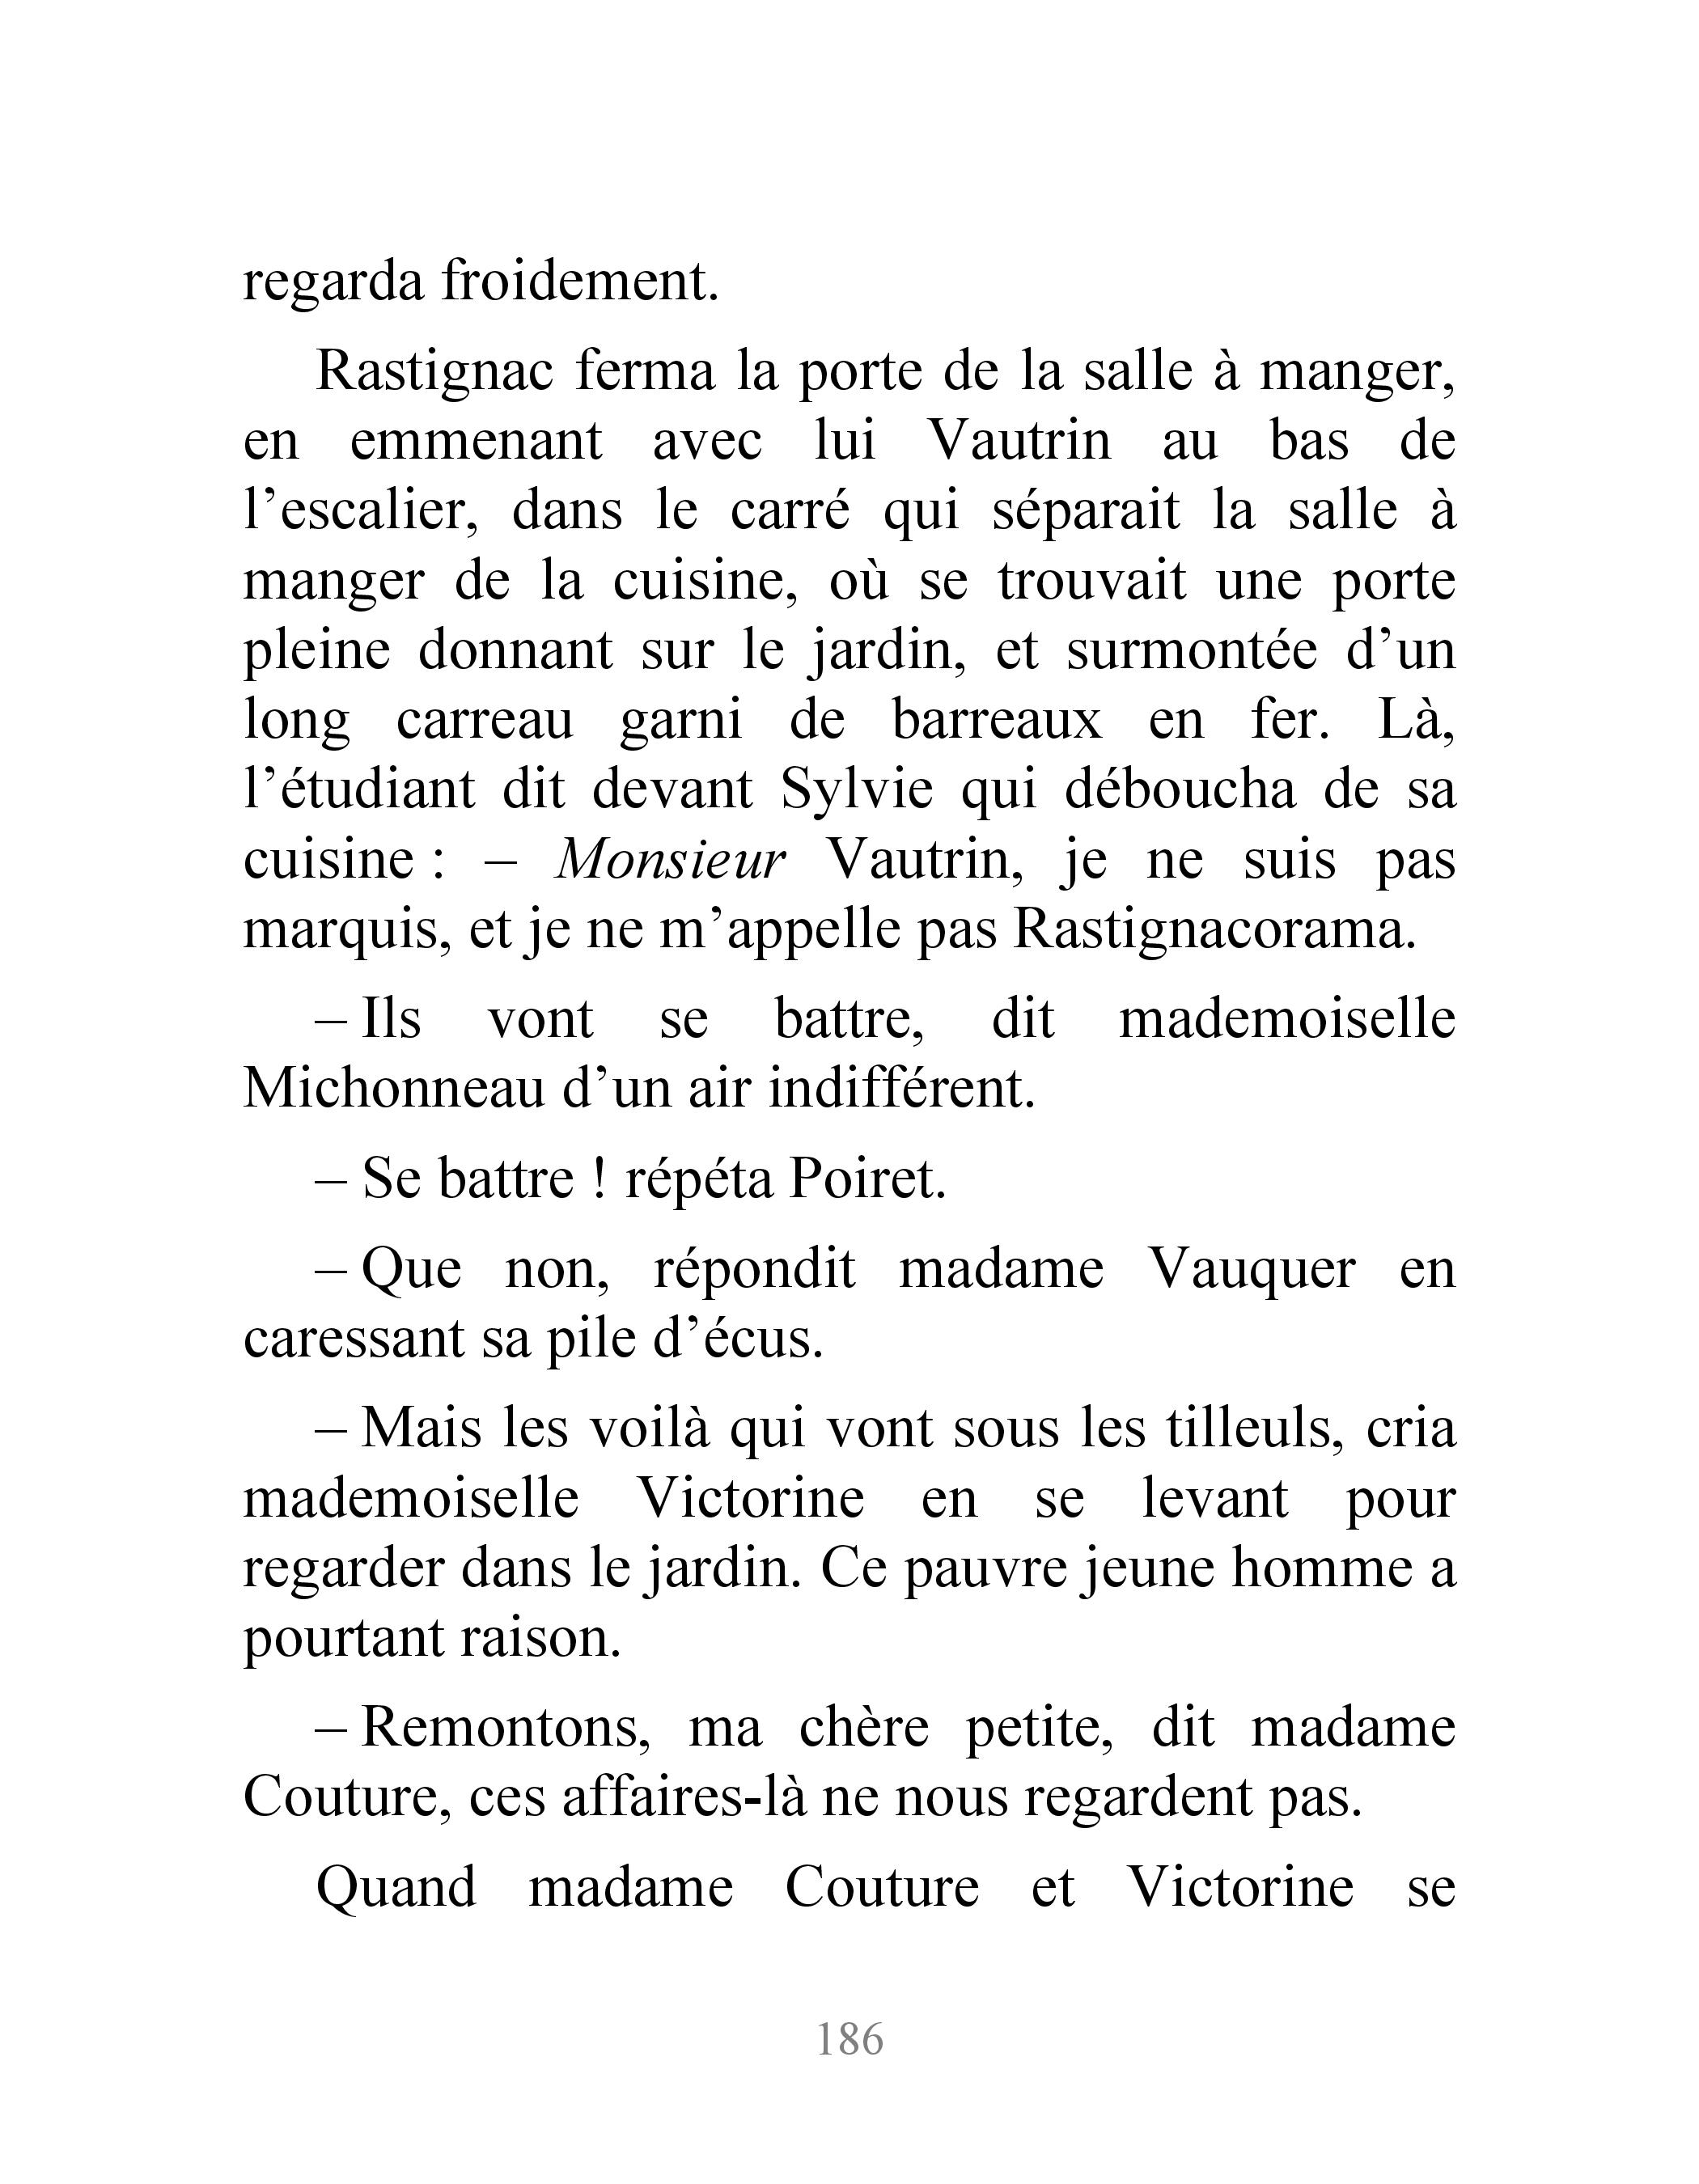 regarda froidement.
Rastignac ferma la porte de la salle à manger,
en emmenant avec lui Vautrin au bas de
l’escalier, dans le carré qui séparait la salle à
manger de la cuisine, où se trouvait une porte
pleine donnant sur le jardin, et surmontée d’un
long carreau garni de barreaux en fer. Là,
l’étudiant dit devant Sylvie qui déboucha de sa
cuisine : – Monsieur Vautrin, je ne suis pas
marquis, et je ne m’appelle pas Rastignacorama.
– Ils vont se battre, dit mademoiselle
Michonneau d’un air indifférent.
– Se battre ! répéta Poiret.
– Que non, répondit madame Vauquer en
caressant sa pile d’écus.
– Mais les voilà qui vont sous les tilleuls, cria
mademoiselle Victorine en se levant pour
regarder dans le jardin. Ce pauvre jeune homme a
pourtant raison.
– Remontons, ma chère petite, dit madame
Couture, ces affaires-là ne nous regardent pas.
Quand madame Couture et Victorine se
186